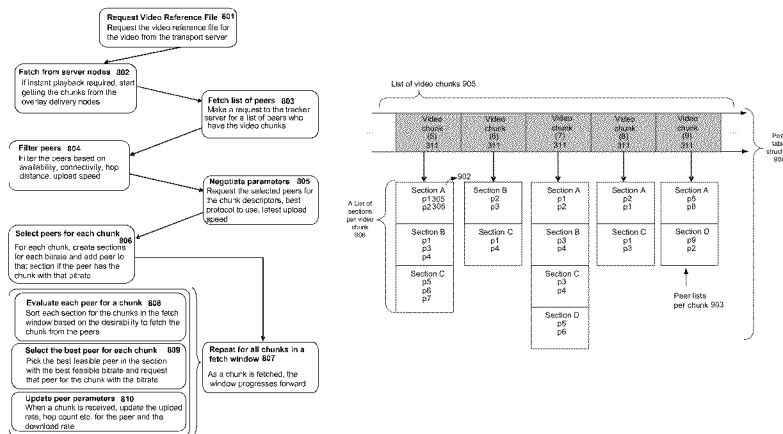 Request Video Reference File 601
Request the video reference file for
the video from the transport server
Fetch from server nodes 802
If instant playback required, start
getting the chunks from the
overlay delivery nodes
Fetch list of peers 803
Make a request to the tracker
server for a list of peers who
have the video chunks
Filter peers 804
Filter the peers based on
availability, connectivity, hop
distance, upload speed
Negotiate parameters 805
Request the selected peers for
the chunk descriptors, best
protocol to use, latest upload
speed
Select peers for each chunk
806
For each chunk, create sections
for each bitrate and add peer to
that section if the peer has the
chunk with that bitrate
Evaluate each peer for a chunk 808
Sort each section for the chunks in the fetch
window based on the desirability to fetch the
chunk from the peers
Select the best peer for each chunk 809
Pick the best feasible peer in the section
with the best feasible bitrate and request
that peer for the chunk with the bitrate
Update peer parameters 810
When a chunk is received, update the upload
rate, hop count etc. for the peer and the
download rate
Repeat for all chunks in a
fetch window 807
As a chunk is fetched, the
window progresses forward
List of video chunks 905
...
Video
chunk
(5)
311
Video
chunk
(6)
311
Video
chunk
(7)
311
Video
chunk
(8)
311
Video
chunk
(9)
311
...
902
A List of
sections
per video
chunk
906
Section A
p1 305
p2 305
Section B
p1
p3
p4
Section C
p5
p6
p7
Section B
p2
p3
Section C
p1
p4
Section A
p1
p2
Section B
p3
p4
Section C
p3
p4
Section D
p5
p6
Section A
p2
p1
Section C
p1
p3
Section A
p5
p8
Section D
p9
p2
Peer lists
per chunk 903